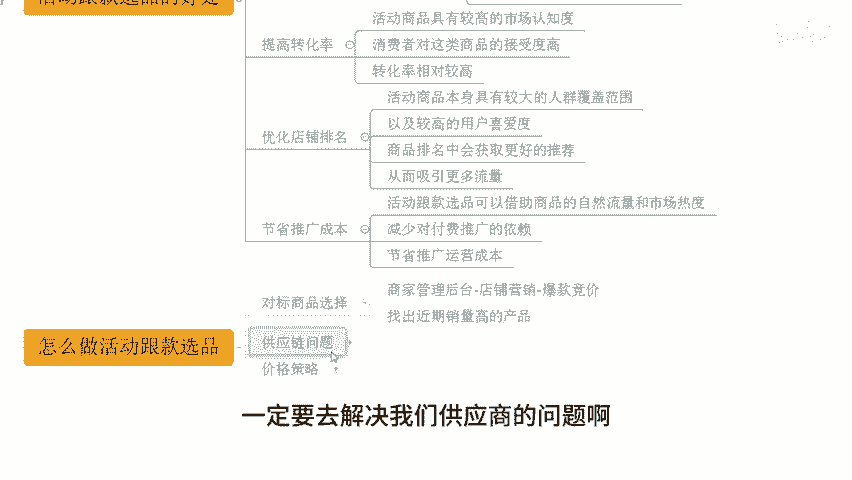 活动跟款选品的好处
活动商品具有较高的市场认知度
提高转化率
消费者对这类商品的接受度高
转化率相对较高
活动商品本身具有较大的人群覆盖范围
以及较高的用户喜爱度
优化店铺排名
商品排名中会获取更好的推荐
从而吸引更多流量
活动跟款选品可以借助商品的自然流量和市场热度
节省推广成本
减少对付费推广的依赖
节省推广运营成本
商家管理后台-店铺营销-爆款竞价
对标商品选择
找出近期销量高的产品
怎么做活动跟款选品
供应链问题
价格策略
一定要去解决我们供应商的问题啊